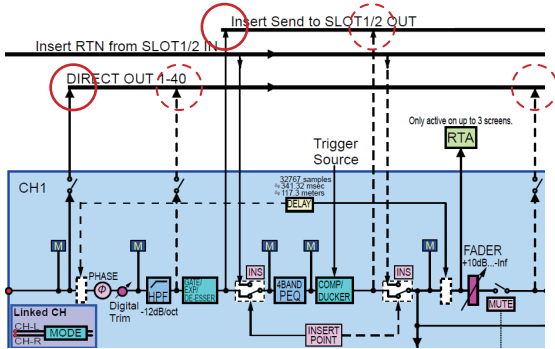 Insert Send to SLOT1/2 OUT
Insert RTN from SLOT1/2 IN
DIRECT OUT 1-40
Only active on up to 3 screens.
RTA
Trigger
Source
32767 samples
≒341.32 msec
≒117.3 meters
DELAY
CH1
M
M
M
M
M
PHASE
Φ
Digital
Trim
HPF
-12dB/oct
GATE/
EXP/
DE-ESSER
INS
4BAND
PEQ
COMP/
DUCKER
INS
FADER
+10dB...-Inf
MUTE
INSERT
POINT
Linked CH
CH-L
CH-R
MODE